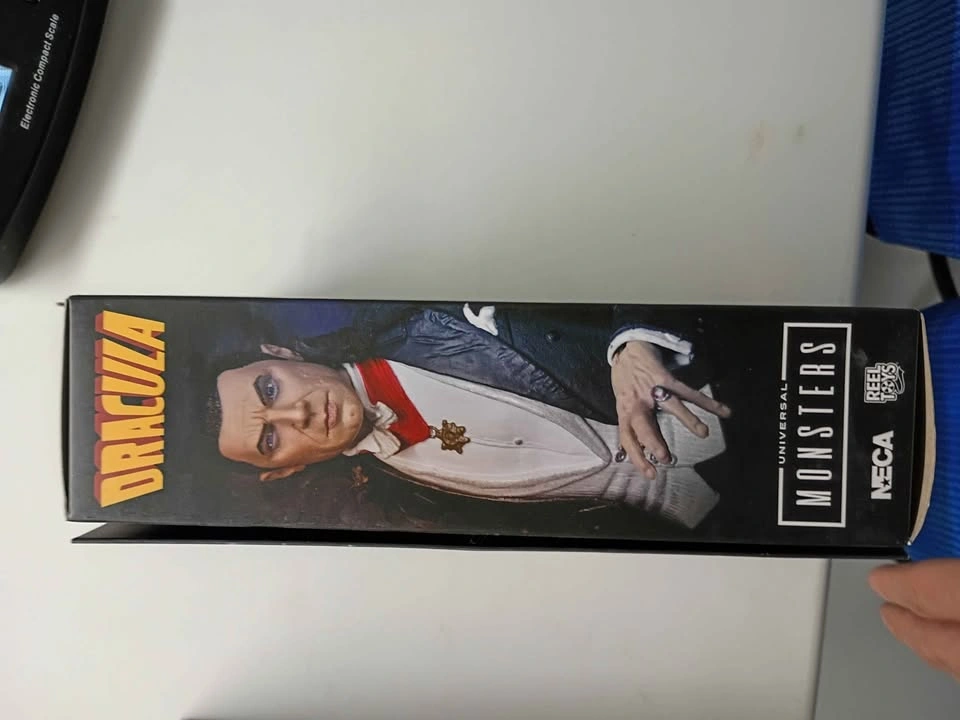 Electronic Compact Scale
DRACULA
UNIVERSAL
MONSTERS
NECA
REEL
TOYS